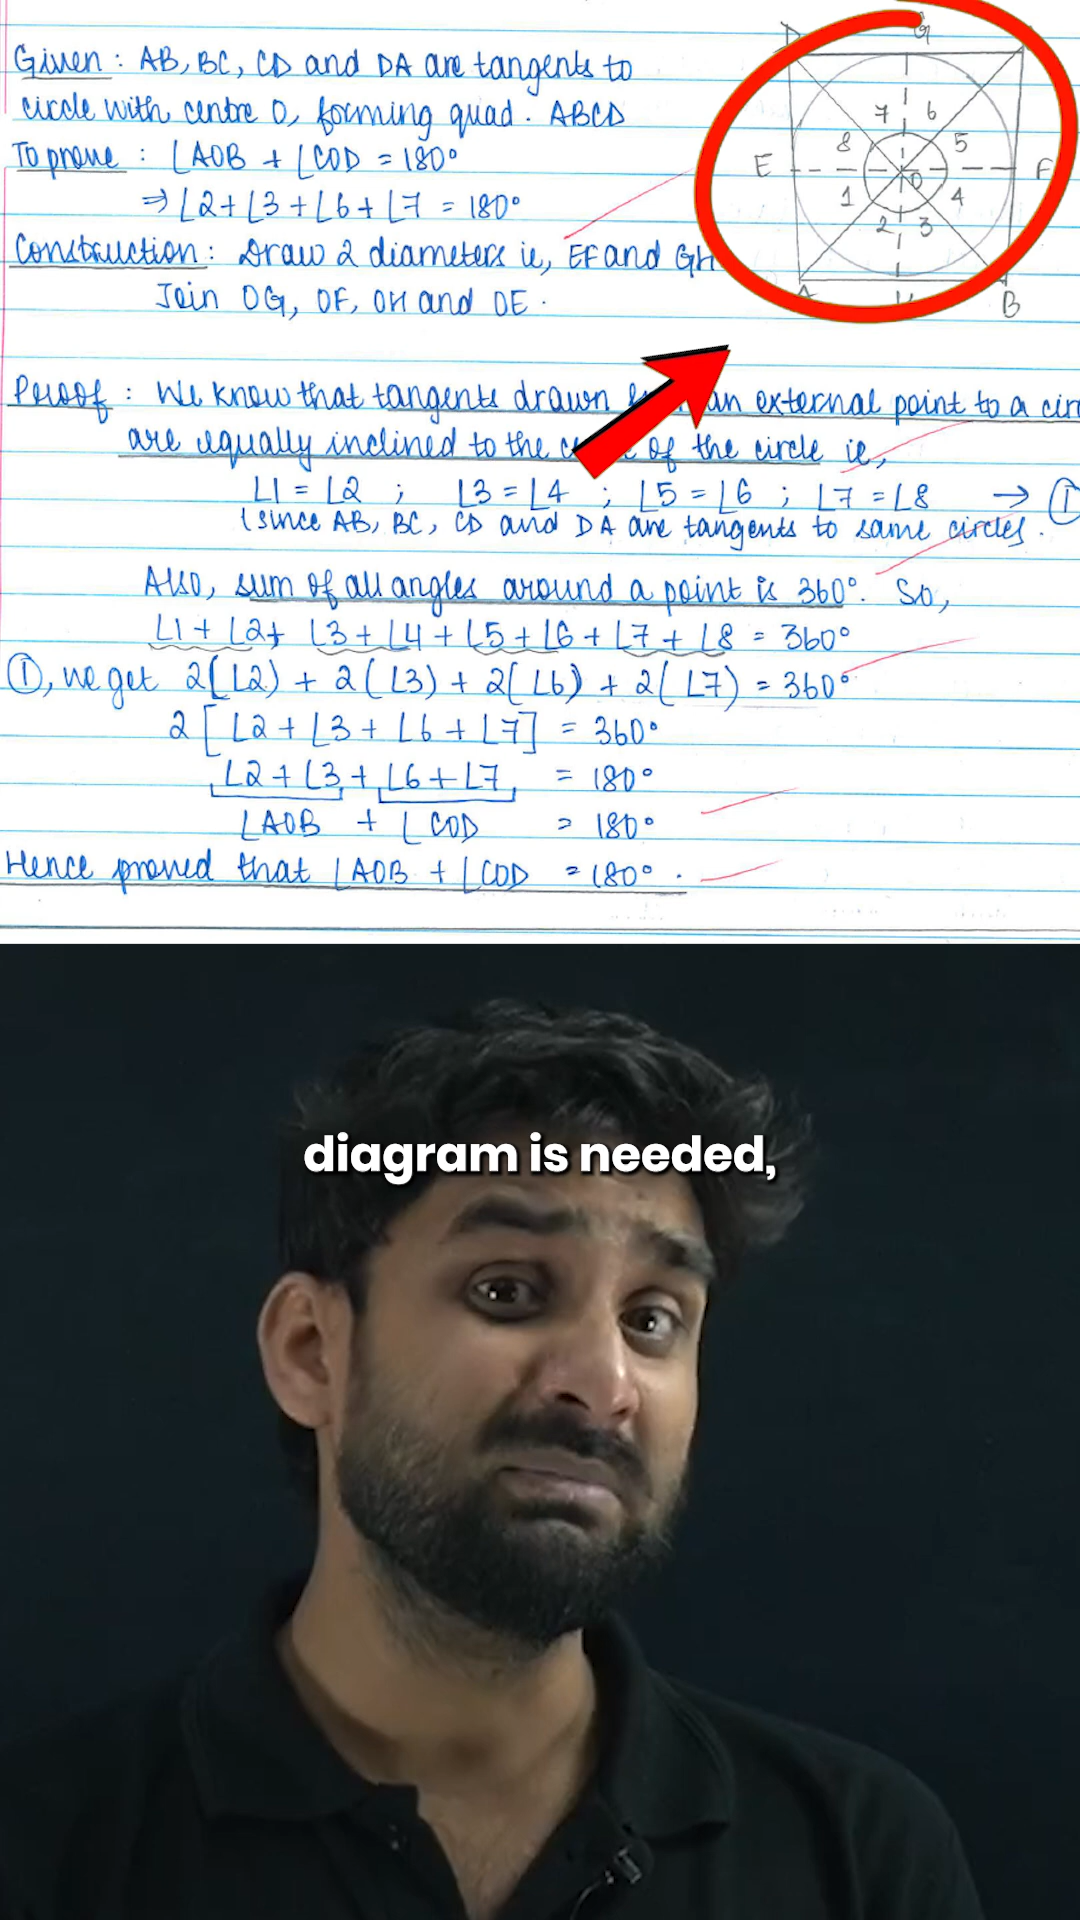 Given : AB, BC, CD and DA are tangents to
circle with centre O, forming quad. ABCD
To prove : ∠AOB + ∠COD = 180°
⇒ ∠2 + ∠3 + ∠6 + ∠7 = 180°
Construction : Draw 2 diameters ie, EF and GH
Join OG, OF, OH and OE.
D G
7 6
8 5
E O F
1 4
2 3
A H B
Proof : We know that tangents drawn an external point to a cir
are equally inclined to the of the circle ie,
∠1 = ∠2 ; ∠3 = ∠4 ; ∠5 = ∠6 ; ∠7 = ∠8 → ①
(since AB, BC, CD and DA are tangents to same circles.
Also, sum of all angles around a point is 360°. So,
∠1 + ∠2 + ∠3 + ∠4 + ∠5 + ∠6 + ∠7 + ∠8 = 360°
①, we get 2(∠2) + 2(∠3) + 2(∠6) + 2(∠7) = 360°
2[∠2 + ∠3 + ∠6 + ∠7] = 360°
∠2 + ∠3 + ∠6 + ∠7 = 180°
∠AOB + ∠COD = 180°
Hence proved that ∠AOB + ∠COD = 180°.
diagram is needed,